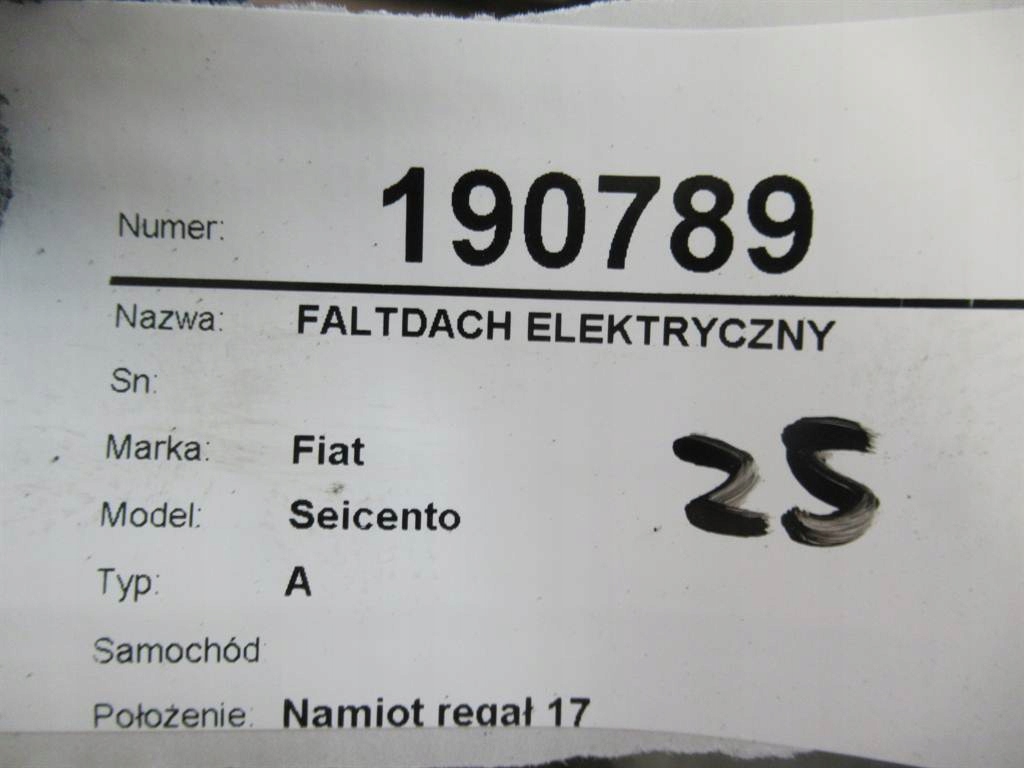 Numer: 190789
Nazwa: FALTDACH ELEKTRYCZNY
Sn:
Marka: Fiat
25
Model: Seicento
Typ: A
Samochód
Położenie: Namiot regał 17